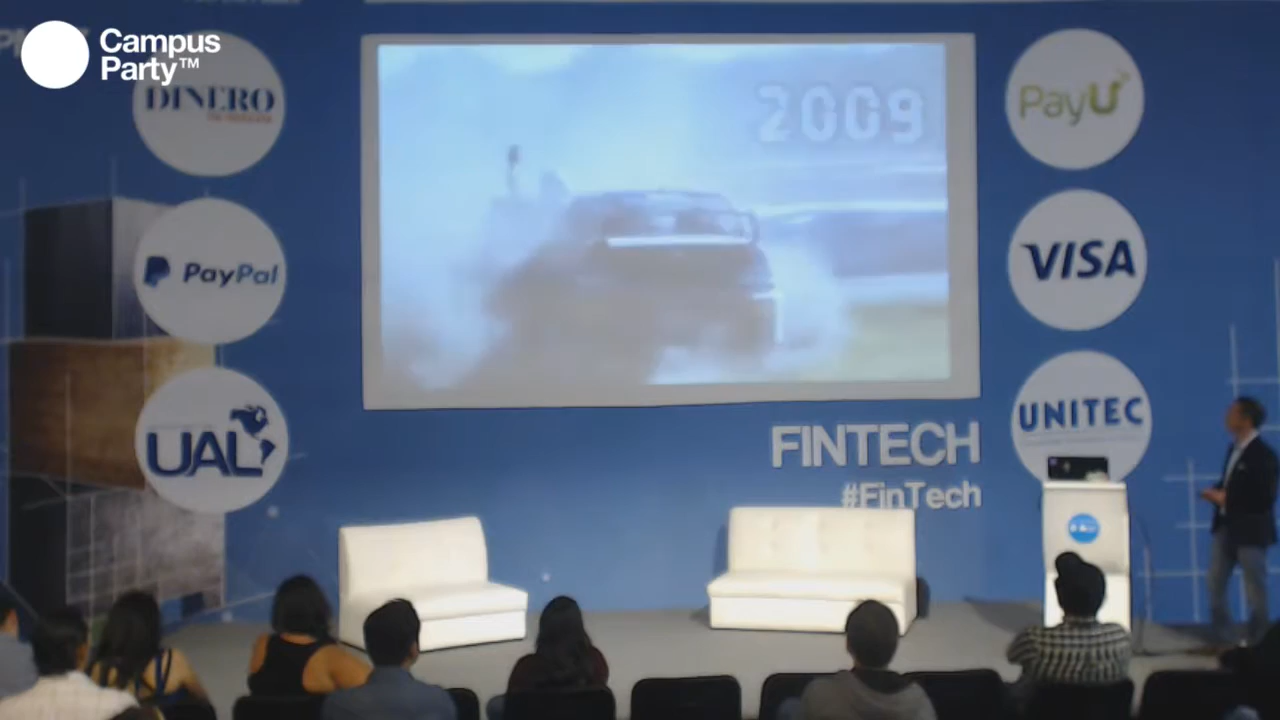 Campus
Party™
DINERO
PayPal
UAL
2009
PayU
VISA
UNITEC
FINTECH
#FinTech